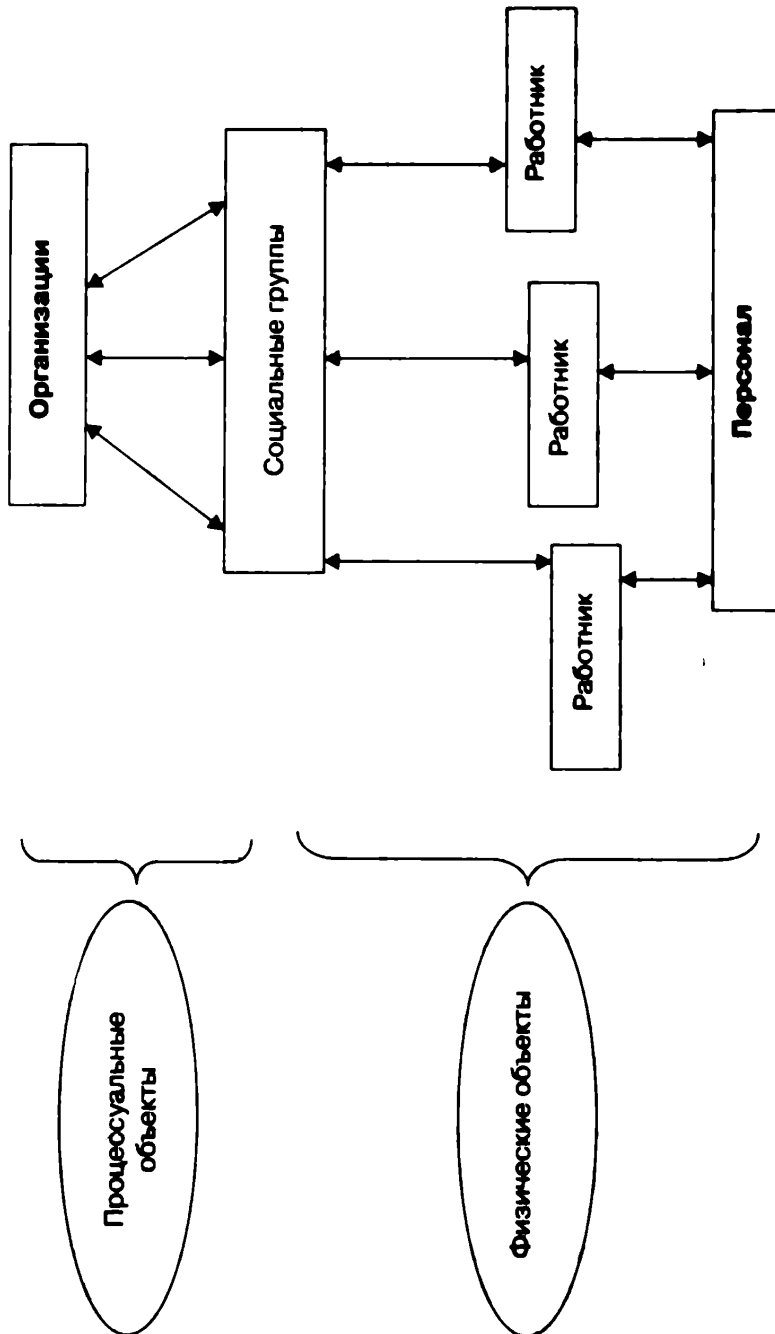 Организации
Социальные группы
Работник
Работник
Работник
Персонал
Процессуальные
объекты
Физические объекты